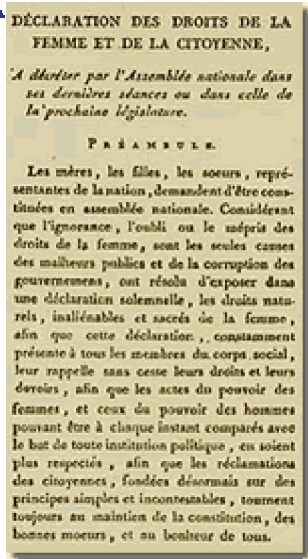 DÉCLARATION DES DROITS DE LA
FEMME ET DE LA CITOYENNE,
A décréter par l'Assemblée nationale dans
ses dernières séances ou dans celle de
la prochaine législature.
PRÉAMBULE.
Les mères, les filles, les soeurs, repré-
sentantes de la nation, demandent d'être cons-
tituées en assemblée nationale. Considérant
que l'ignorance, l'oubli ou le mépris des
droits de la femme, sont les seules causes
des malheurs publics et de la corruption des
gouvernemens, ont résolu d'exposer dans
une déclaration solemnelle, les droits natu-
rels, inaliénables et sacrés de la femme,
afin que cette déclaration, constamment
présente à tous les membres du corps social,
leur rappelle sans cesse leurs droits et leurs
devoirs, afin que les actes du pouvoir des
femmes, et ceux du pouvoir des hommes
pouvant être à chaque instant comparés avec
le but de toute institution politique, en soient
plus respectés, afin que les réclamations
des citoyennes, fondées désormais sur des
principes simples et incontestables, tournent
toujours au maintien de la constitution, des
bonnes moeurs, et au bonheur de tous.